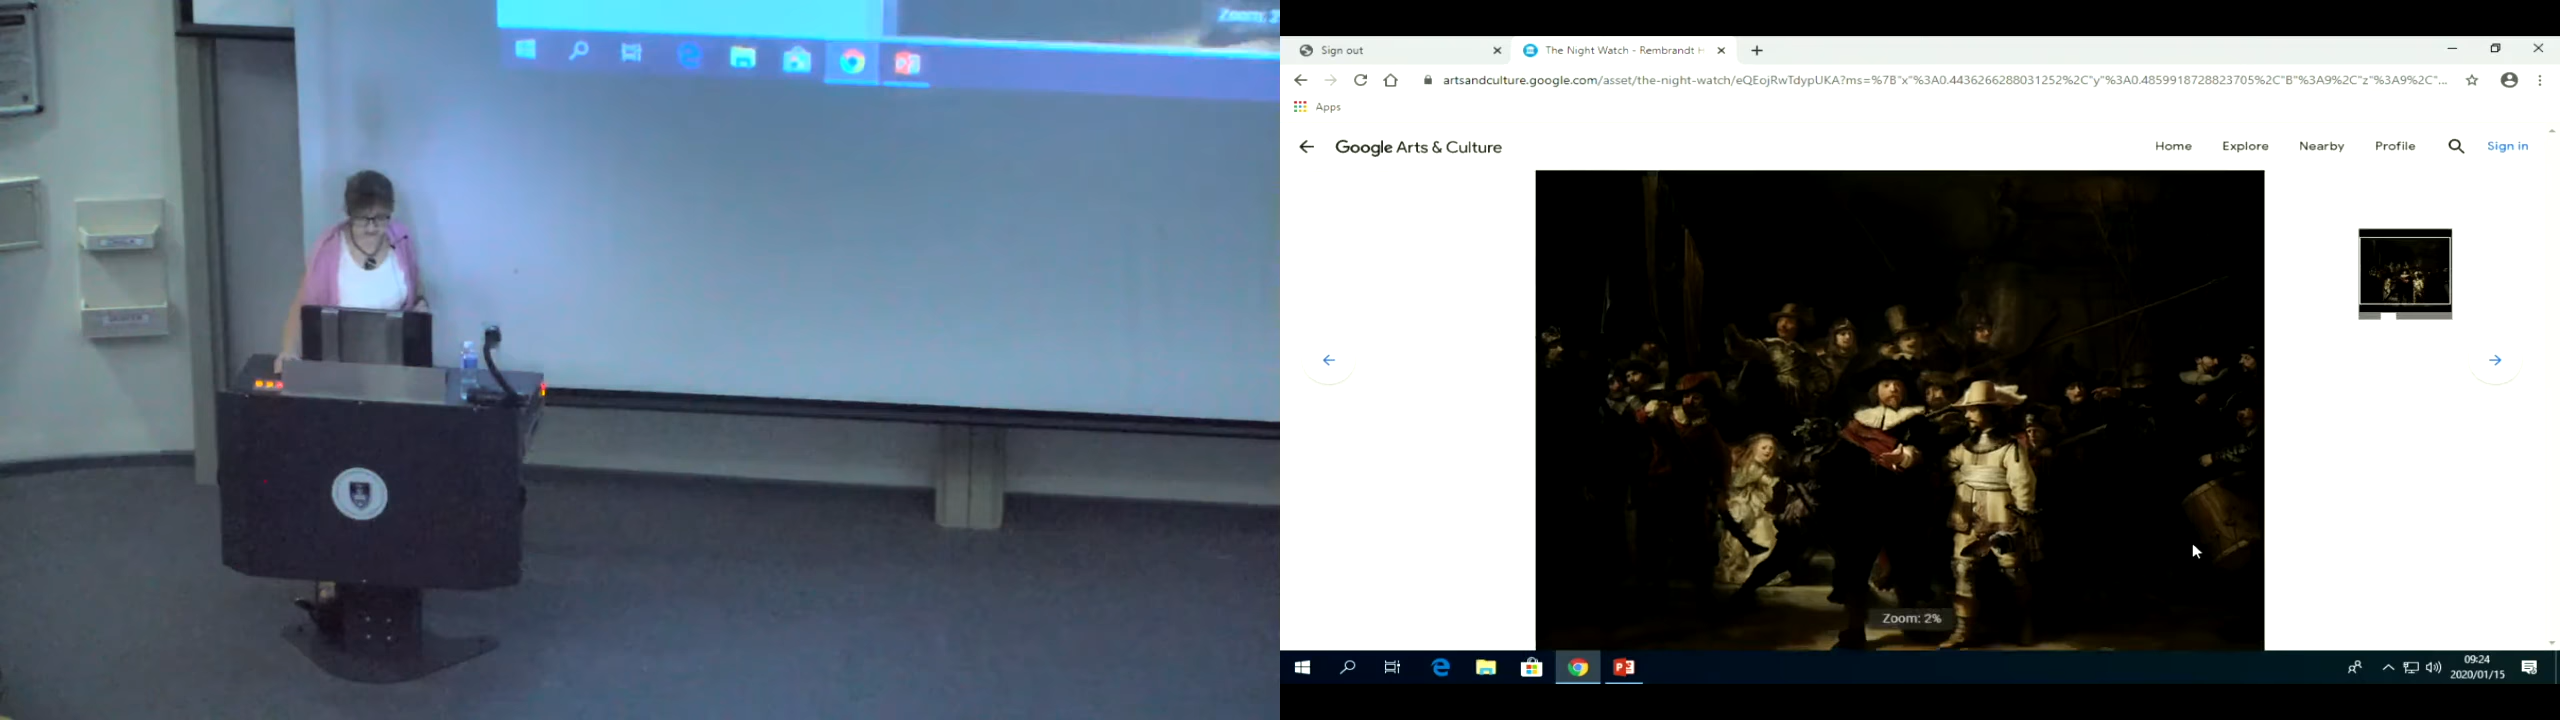 Zoom: 2
Sign out
The Night Watch - Rembrandt H
artsandculture.google.com/asset/the-night-watch/eQEojRwTdypUKA?ms=%7B"x"%3A0.4436266288031252%2C"y"%3A0.4859918728823705%2C"B"%3A9%2C"z"%3A9%2C"...
Apps
Google Arts & Culture
Home Explore Nearby Profile Sign in
Zoom: 2%
09:24
2020/01/15